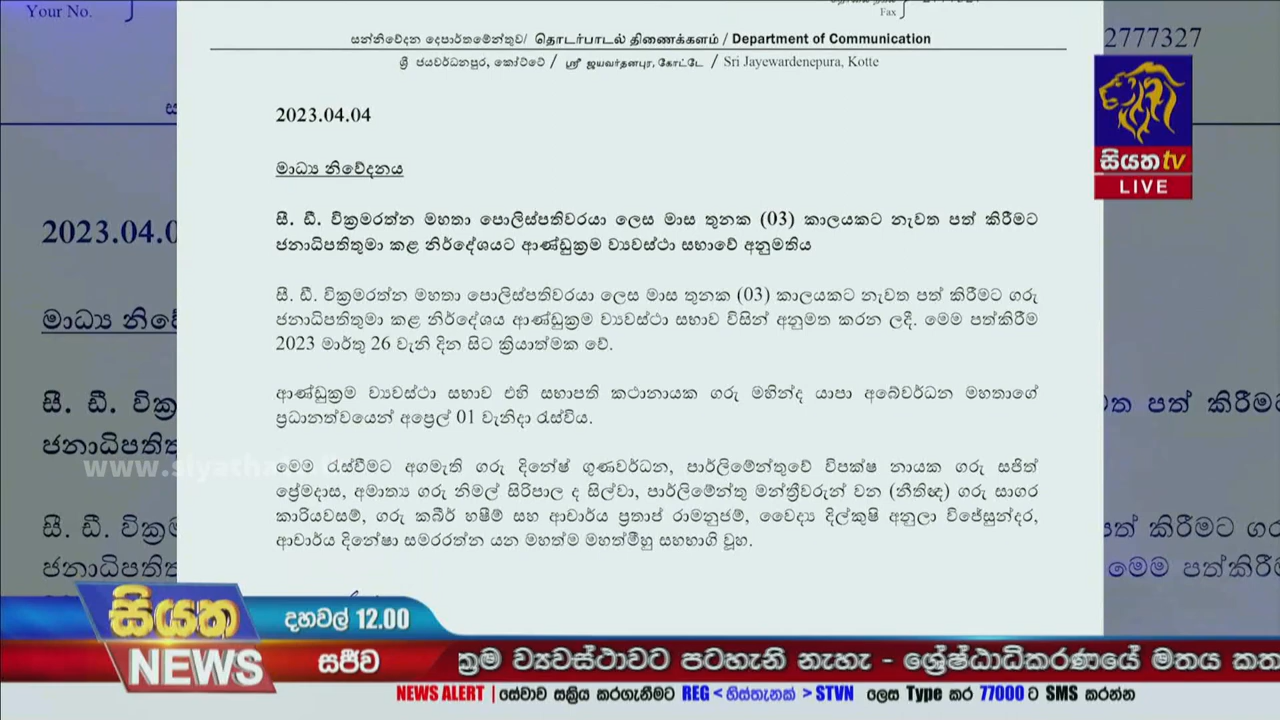 Your No.
Fax
2777327
සන්නිවේදන දෙපාර්තමේන්තුව/ தொடர்பாடல் திணைக்களம் / Department of Communication
ශ්‍රී ජයවර්ධනපුර, කෝට්ටේ / ஸ்ரீ ஜயவர்தனபுர, கோட்டே / Sri Jayewardenepura, Kotte
2023.04.04
මාධ්‍ය නිවේදනය
සී. ඩී. වික්‍රමරත්න මහතා පොලිස්පතිවරයා ලෙස මාස තුනක (03) කාලයකට නැවත පත් කිරීමට
ජනාධිපතිතුමා කළ නිර්දේශයට ආණ්ඩුක්‍රම ව්‍යවස්ථා සභාවේ අනුමතිය
සී. ඩී. වික්‍රමරත්න මහතා පොලිස්පතිවරයා ලෙස මාස තුනක (03) කාලයකට නැවත පත් කිරීමට ගරු
ජනාධිපතිතුමා කළ නිර්දේශය ආණ්ඩුක්‍රම ව්‍යවස්ථා සභාව විසින් අනුමත කරන ලදී. මෙම පත්කිරීම
2023 මාර්තු 26 වැනි දින සිට ක්‍රියාත්මක වේ.
ආණ්ඩුක්‍රම ව්‍යවස්ථා සභාව එහි සභාපති කථානායක ගරු මහින්ද යාපා අබේවර්ධන මහතාගේ
ප්‍රධානත්වයෙන් අප්‍රෙල් 01 වැනිදා රැස්විය.
මෙම රැස්වීමට අගමැති ගරු දිනේෂ් ගුණවර්ධන, පාර්ලිමේන්තුවේ විපක්ෂ නායක ගරු සජිත්
ප්‍රේමදාස, අමාත්‍ය ගරු නිමල් සිරිපාල ද සිල්වා, පාර්ලිමේන්තු මන්ත්‍රීවරුන් වන (නීතිඥ) ගරු සාගර
කාරියවසම්, ගරු කබීර් හෂීම් සහ ආචාර්ය ප්‍රතාප් රාමනුජම්, වෛද්‍ය දිල්කුෂි අනුලා විජේසුන්දර,
ආචාර්ය දිනේෂා සමරරත්න යන මහත්ම මහත්මීහු සහභාගි වූහ.
සියත tv
LIVE
සියත
NEWS
දහවල් 12.00
සජීව
ක්‍රම ව්‍යවස්ථාවට පටහැනි නැහැ - ශ්‍රේෂ්ඨාධිකරණයේ මතය කත
NEWS ALERT | සේවාව සක්‍රිය කරගැනීමට REG < හිස්තැනක් > STVN ලෙස Type කර 77000 ට SMS කරන්න